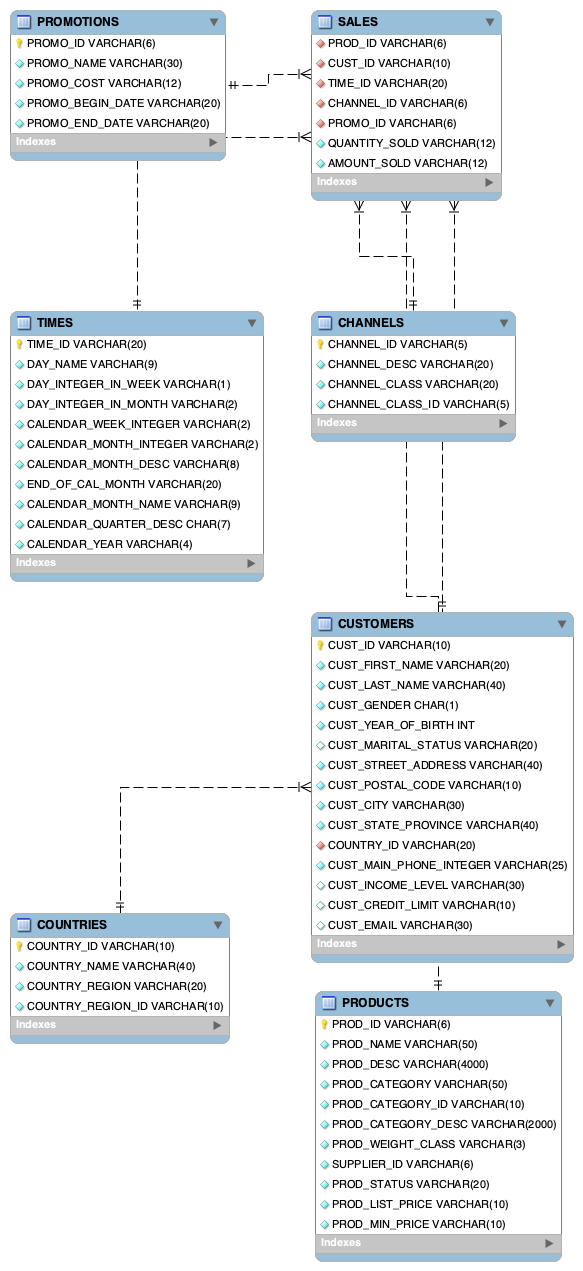 PROMOTIONS
PROMO_ID VARCHAR(6)
PROMO_NAME VARCHAR(30)
PROMO_COST VARCHAR(12)
PROMO_BEGIN_DATE VARCHAR(20)
PROMO_END_DATE VARCHAR(20)
Indexes
SALES
PROD_ID VARCHAR(6)
CUST_ID VARCHAR(10)
TIME_ID VARCHAR(20)
CHANNEL_ID VARCHAR(6)
PROMO_ID VARCHAR(6)
QUANTITY_SOLD VARCHAR(12)
AMOUNT_SOLD VARCHAR(12)
Indexes
TIMES
TIME_ID VARCHAR(20)
DAY_NAME VARCHAR(9)
DAY_INTEGER_IN_WEEK VARCHAR(1)
DAY_INTEGER_IN_MONTH VARCHAR(2)
CALENDAR_WEEK_INTEGER VARCHAR(2)
CALENDAR_MONTH_INTEGER VARCHAR(2)
CALENDAR_MONTH_DESC VARCHAR(8)
END_OF_CAL_MONTH VARCHAR(20)
CALENDAR_MONTH_NAME VARCHAR(9)
CALENDAR_QUARTER_DESC CHAR(7)
CALENDAR_YEAR VARCHAR(4)
Indexes
CHANNELS
CHANNEL_ID VARCHAR(5)
CHANNEL_DESC VARCHAR(20)
CHANNEL_CLASS VARCHAR(20)
CHANNEL_CLASS_ID VARCHAR(5)
Indexes
CUSTOMERS
CUST_ID VARCHAR(10)
CUST_FIRST_NAME VARCHAR(20)
CUST_LAST_NAME VARCHAR(40)
CUST_GENDER CHAR(1)
CUST_YEAR_OF_BIRTH INT
CUST_MARITAL_STATUS VARCHAR(20)
CUST_STREET_ADDRESS VARCHAR(40)
CUST_POSTAL_CODE VARCHAR(10)
CUST_CITY VARCHAR(30)
CUST_STATE_PROVINCE VARCHAR(40)
COUNTRY_ID VARCHAR(20)
CUST_MAIN_PHONE_INTEGER VARCHAR(25)
CUST_INCOME_LEVEL VARCHAR(30)
CUST_CREDIT_LIMIT VARCHAR(10)
CUST_EMAIL VARCHAR(30)
Indexes
COUNTRIES
COUNTRY_ID VARCHAR(10)
COUNTRY_NAME VARCHAR(40)
COUNTRY_REGION VARCHAR(20)
COUNTRY_REGION_ID VARCHAR(10)
Indexes
PRODUCTS
PROD_ID VARCHAR(6)
PROD_NAME VARCHAR(50)
PROD_DESC VARCHAR(4000)
PROD_CATEGORY VARCHAR(50)
PROD_CATEGORY_ID VARCHAR(10)
PROD_CATEGORY_DESC VARCHAR(2000)
PROD_WEIGHT_CLASS VARCHAR(3)
SUPPLIER_ID VARCHAR(6)
PROD_STATUS VARCHAR(20)
PROD_LIST_PRICE VARCHAR(10)
PROD_MIN_PRICE VARCHAR(10)
Indexes